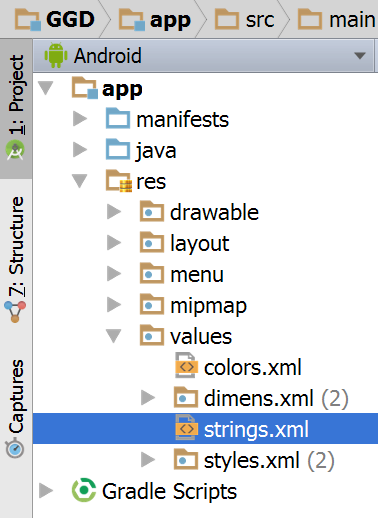 GGD app src main
Android
app
manifests
java
res
drawable
layout
menu
mipmap
values
colors.xml
dimens.xml (2)
strings.xml
styles.xml (2)
Gradle Scripts
1: Project
7: Structure
Captures